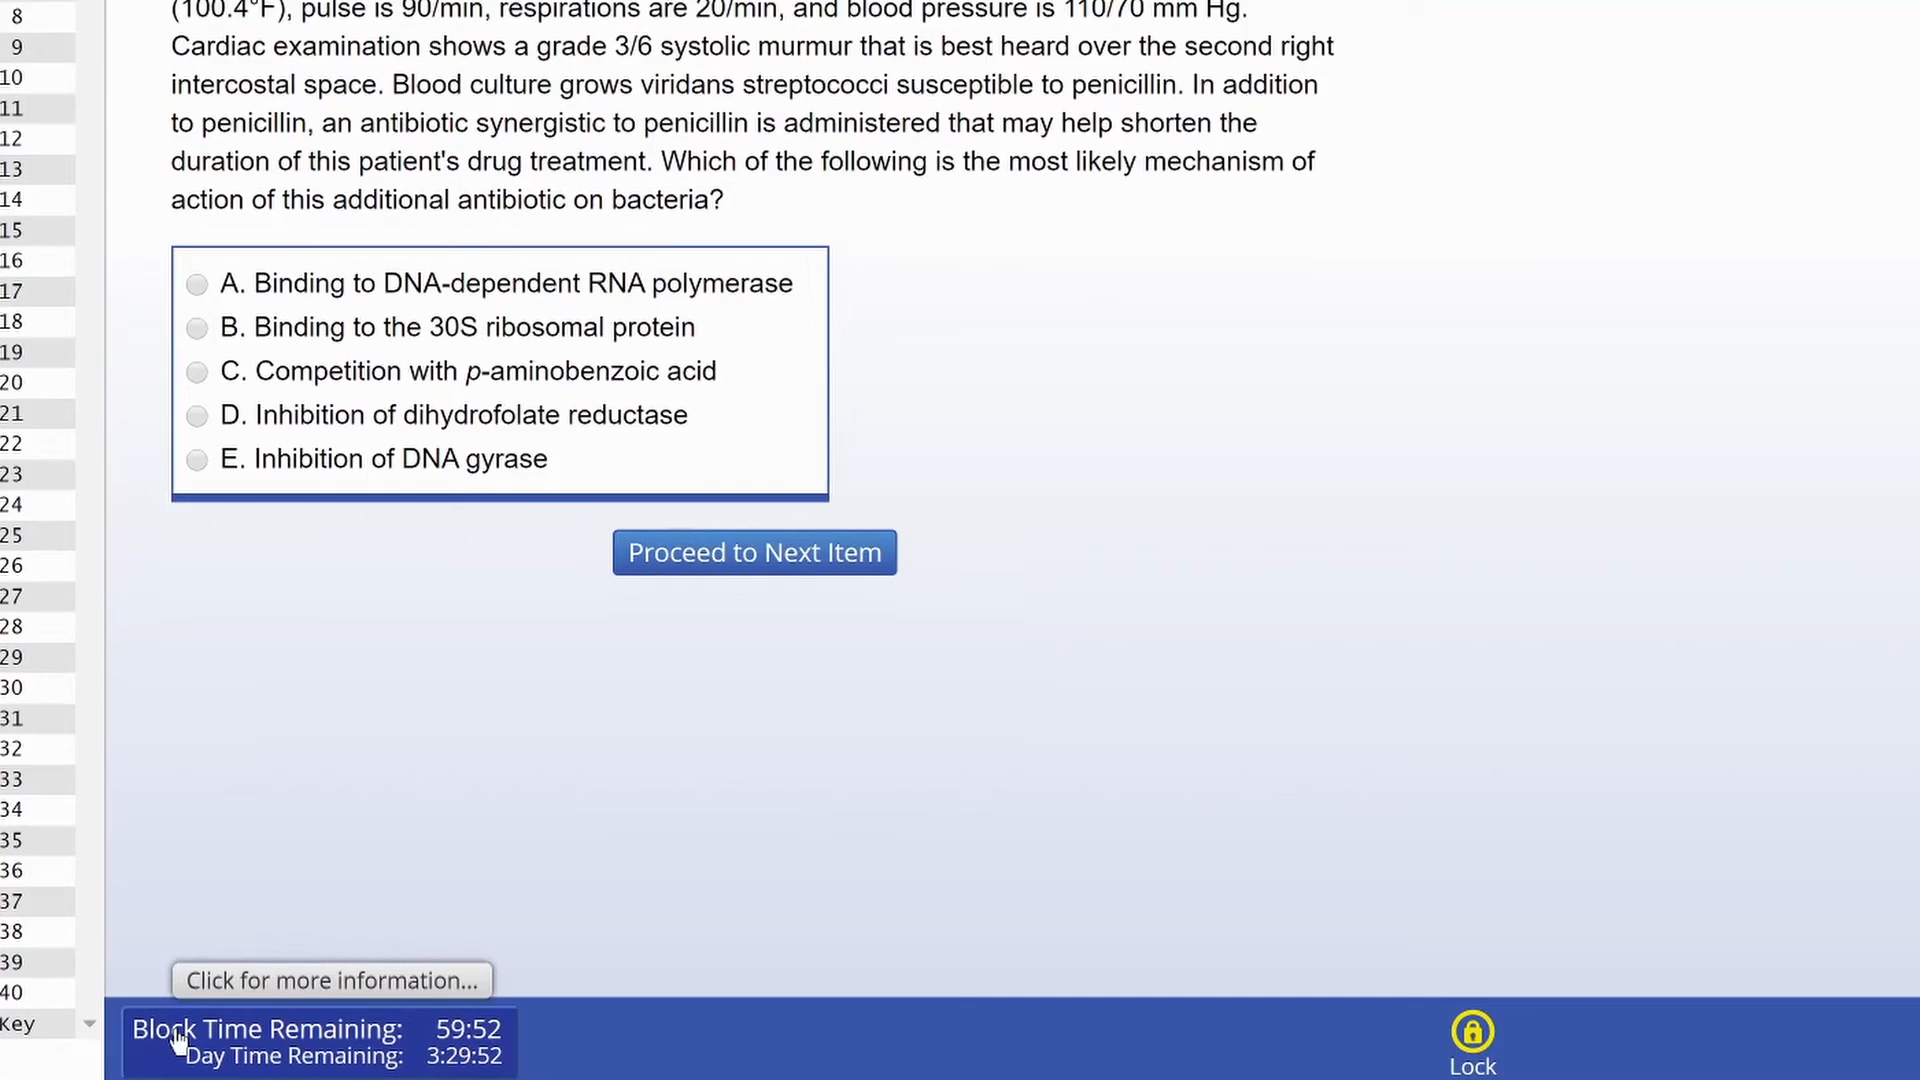 8
9
10
11
12
13
14
15
16
17
18
19
20
21
22
23
24
25
26
27
28
29
30
31
32
33
34
35
36
37
38
39
40
Key
(100.4°F), pulse is 90/min, respirations are 20/min, and blood pressure is 110/70 mm Hg.
Cardiac examination shows a grade 3/6 systolic murmur that is best heard over the second right
intercostal space. Blood culture grows viridans streptococci susceptible to penicillin. In addition
to penicillin, an antibiotic synergistic to penicillin is administered that may help shorten the
duration of this patient's drug treatment. Which of the following is the most likely mechanism of
action of this additional antibiotic on bacteria?
A. Binding to DNA-dependent RNA polymerase
B. Binding to the 30S ribosomal protein
C. Competition with p-aminobenzoic acid
D. Inhibition of dihydrofolate reductase
E. Inhibition of DNA gyrase
Proceed to Next Item
Click for more information...
Block Time Remaining: 59:52
Day Time Remaining: 3:29:52
Lock